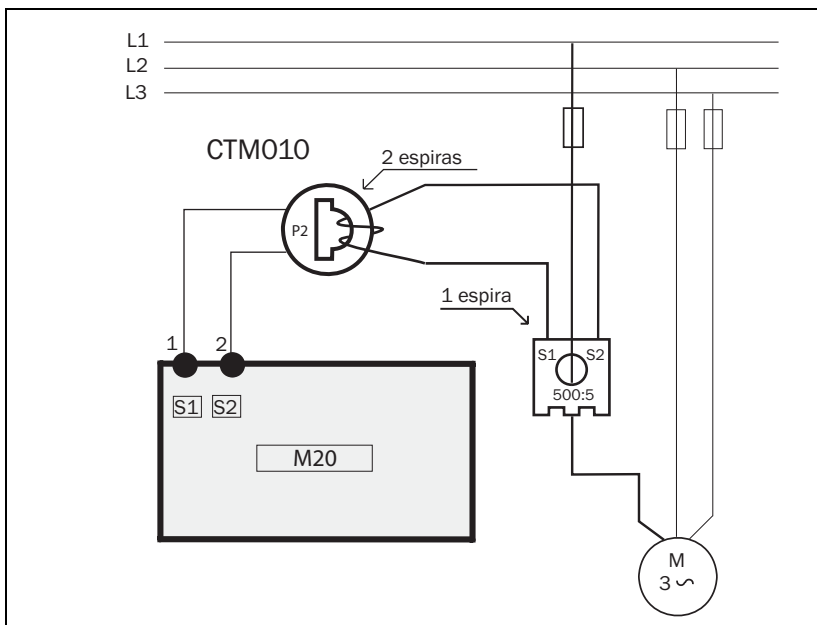 L1
L2
L3
CTM010
2 espiras
P2
1 espira
1 2
S1 S2
500:5
S1 S2
M20
M
3 ∼